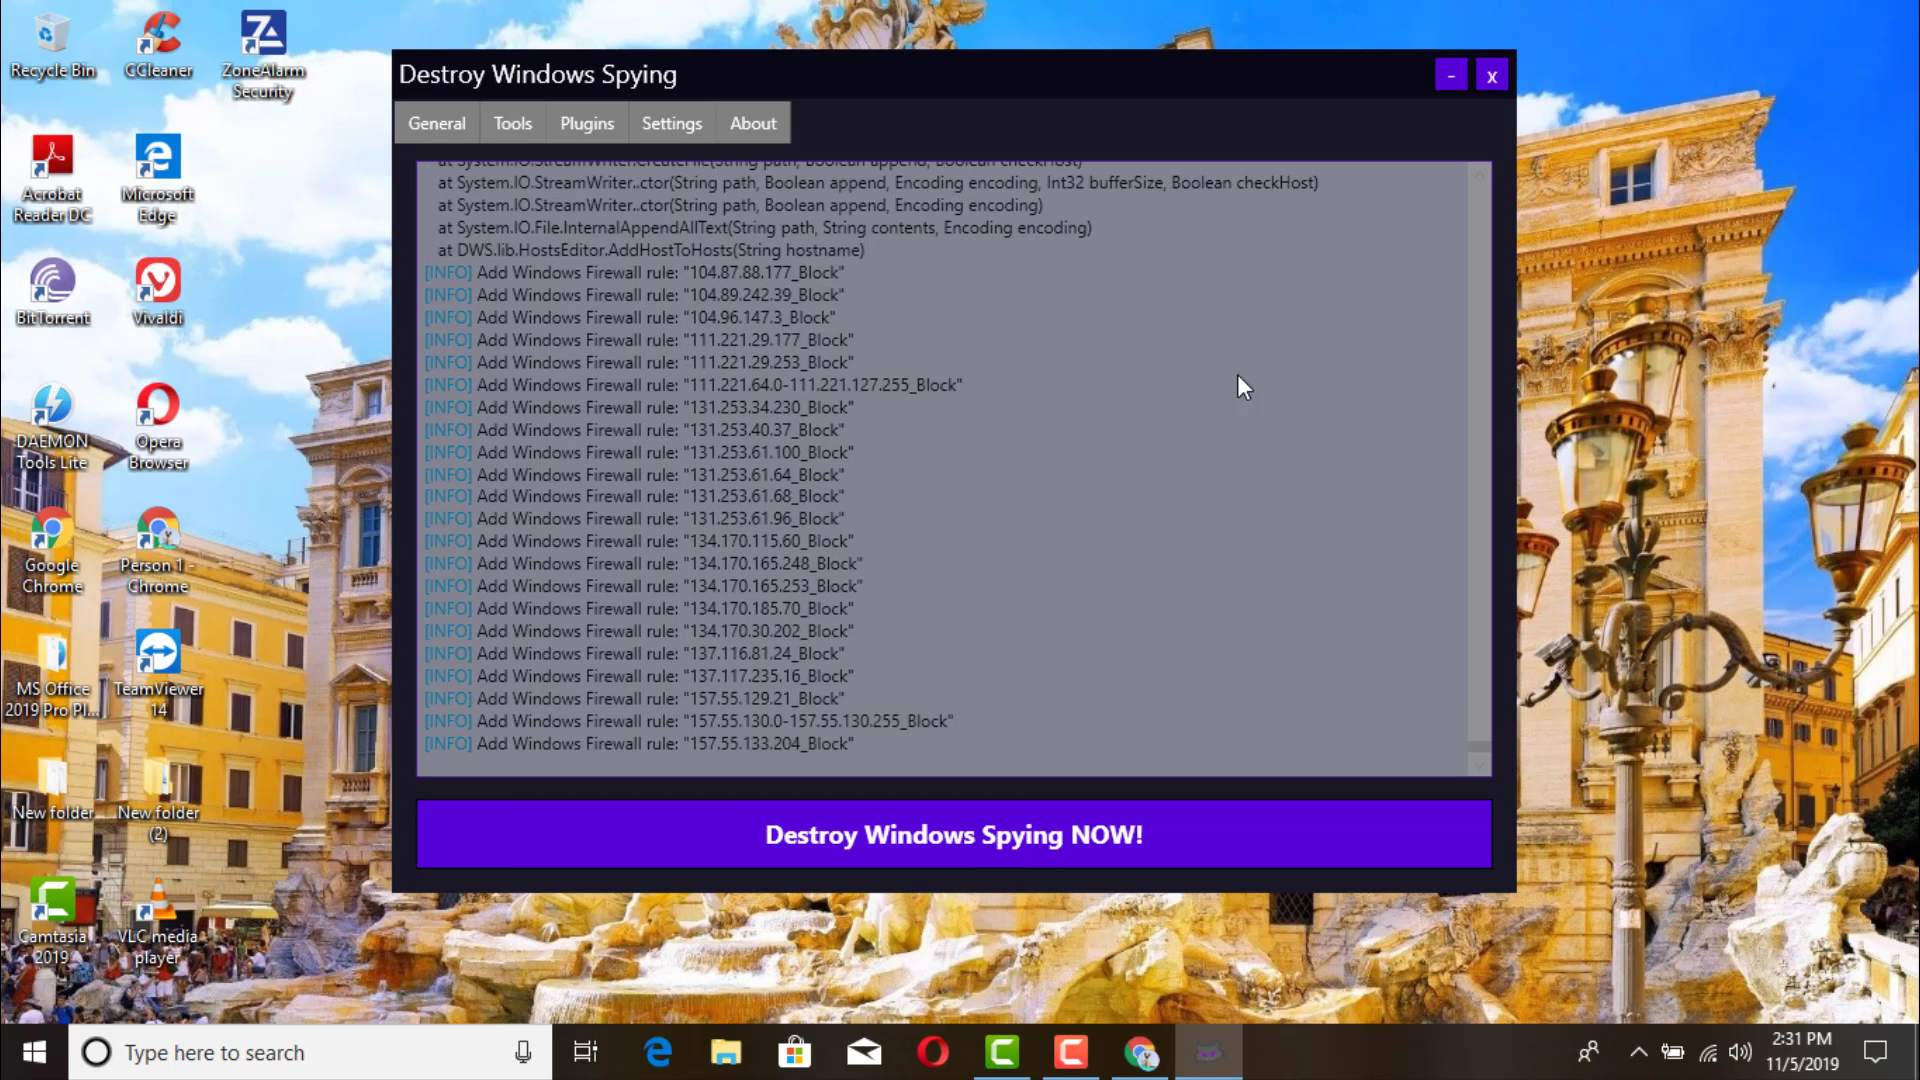 Recycle Bin
CCleaner
ZoneAlarm
Security
Acrobat
Reader DC
Microsoft
Edge
BitTorrent
Vivaldi
DAEMON
Tools Lite
Opera
Browser
Google
Chrome
Person 1 -
Chrome
MS Office
2019 Pro Pl...
TeamViewer
14
New folder
New folder
(2)
Camtasia
2019
VLC media
player
Destroy Windows Spying
- x
General Tools Plugins Settings About
at System.IO.StreamWriter.CreateFile(String path, Boolean append, Boolean checkHost)
at System.IO.StreamWriter..ctor(String path, Boolean append, Encoding encoding, Int32 bufferSize, Boolean checkHost)
at System.IO.StreamWriter..ctor(String path, Boolean append, Encoding encoding)
at System.IO.File.InternalAppendAllText(String path, String contents, Encoding encoding)
at DWS.lib.HostsEditor.AddHostToHosts(String hostname)
[INFO] Add Windows Firewall rule: "104.87.88.177_Block"
[INFO] Add Windows Firewall rule: "104.89.242.39_Block"
[INFO] Add Windows Firewall rule: "104.96.147.3_Block"
[INFO] Add Windows Firewall rule: "111.221.29.177_Block"
[INFO] Add Windows Firewall rule: "111.221.29.253_Block"
[INFO] Add Windows Firewall rule: "111.221.64.0-111.221.127.255_Block"
[INFO] Add Windows Firewall rule: "131.253.34.230_Block"
[INFO] Add Windows Firewall rule: "131.253.40.37_Block"
[INFO] Add Windows Firewall rule: "131.253.61.100_Block"
[INFO] Add Windows Firewall rule: "131.253.61.64_Block"
[INFO] Add Windows Firewall rule: "131.253.61.68_Block"
[INFO] Add Windows Firewall rule: "131.253.61.96_Block"
[INFO] Add Windows Firewall rule: "134.170.115.60_Block"
[INFO] Add Windows Firewall rule: "134.170.165.248_Block"
[INFO] Add Windows Firewall rule: "134.170.165.253_Block"
[INFO] Add Windows Firewall rule: "134.170.185.70_Block"
[INFO] Add Windows Firewall rule: "134.170.30.202_Block"
[INFO] Add Windows Firewall rule: "137.116.81.24_Block"
[INFO] Add Windows Firewall rule: "137.117.235.16_Block"
[INFO] Add Windows Firewall rule: "157.55.129.21_Block"
[INFO] Add Windows Firewall rule: "157.55.130.0-157.55.130.255_Block"
[INFO] Add Windows Firewall rule: "157.55.133.204_Block"
Destroy Windows Spying NOW!
Type here to search
2:31 PM
11/5/2019